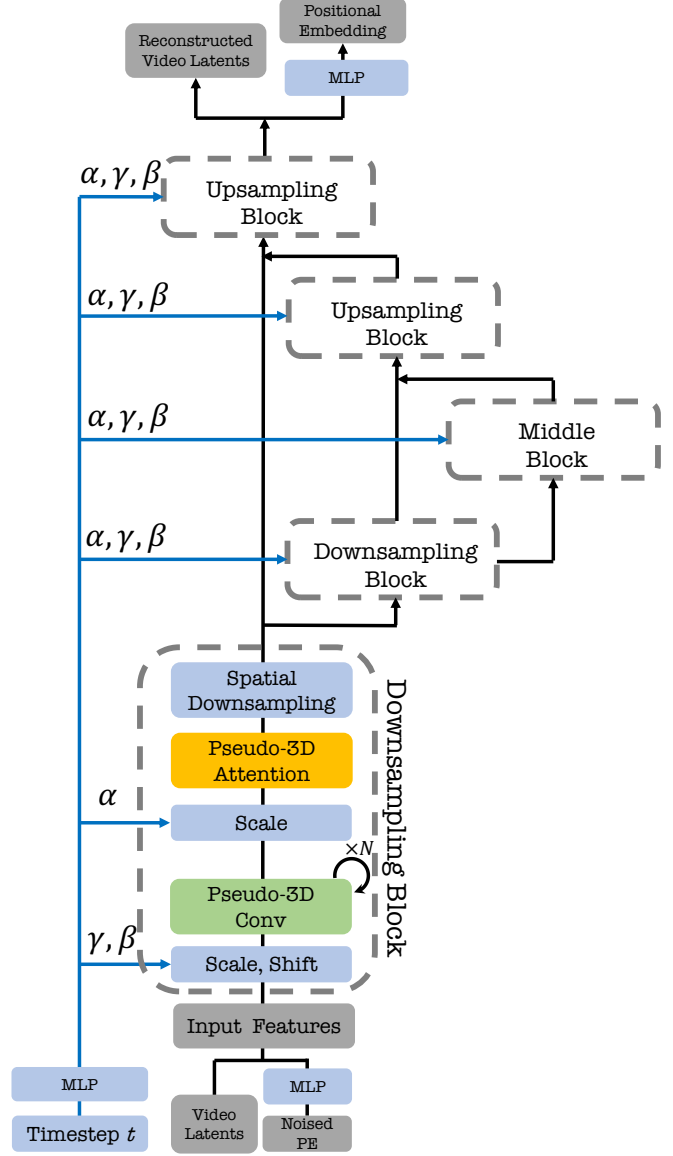 Positional
Embedding
Reconstructed
Video Latents
MLP
α, γ, β
Upsampling
Block
α, γ, β
Upsampling
Block
α, γ, β
Middle
Block
α, γ, β
Downsampling
Block
Spatial
Downsampling
Downsampling Block
Pseudo-3D
Attention
α
Scale
×N
Pseudo-3D
Conv
γ, β
Scale, Shift
Input Features
MLP
MLP
Timestep t
Video
Latents
Noised
PE